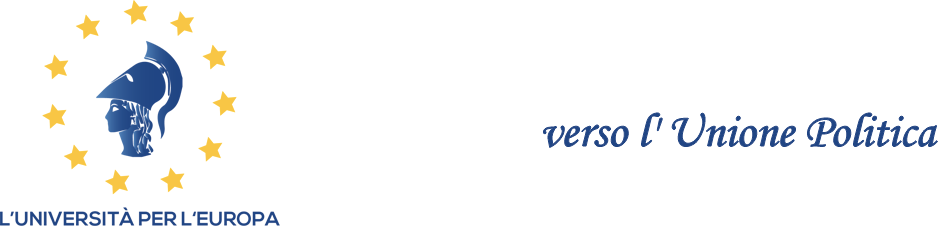 verso l' Unione Politica
L'UNIVERSITÀ PER L'EUROPA